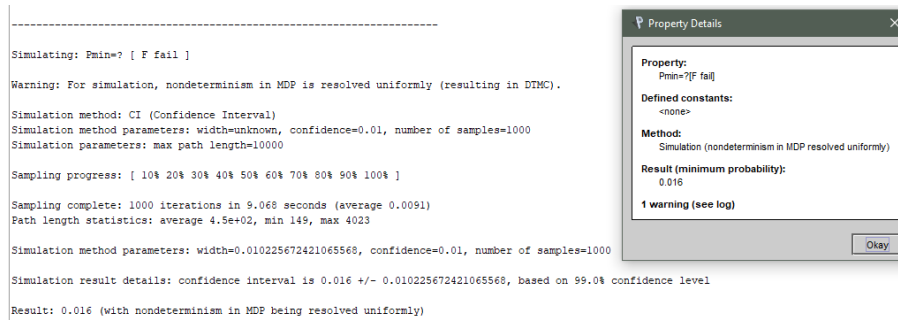 ----------------------------------------------------------------------
Simulating: Pmin=? [ F fail ]
Warning: For simulation, nondeterminism in MDP is resolved uniformly (resulting in DTMC).
Simulation method: CI (Confidence Interval)
Simulation method parameters: width=unknown, confidence=0.01, number of samples=1000
Simulation parameters: max path length=10000
Sampling progress: [ 10% 20% 30% 40% 50% 60% 70% 80% 90% 100% ]
Sampling complete: 1000 iterations in 9.068 seconds (average 0.0091)
Path length statistics: average 4.5e+02, min 149, max 4023
Simulation method parameters: width=0.010225672421065568, confidence=0.01, number of samples=1000
Simulation result details: confidence interval is 0.016 +/- 0.010225672421065568, based on 99.0% confidence level
Result: 0.016 (with nondeterminism in MDP being resolved uniformly)
Property Details
Property:
Pmin=?[F fail]
Defined constants:
<none>
Method:
Simulation (nondeterminism in MDP resolved uniformly)
Result (minimum probability):
0.016
1 warning (see log)
Okay